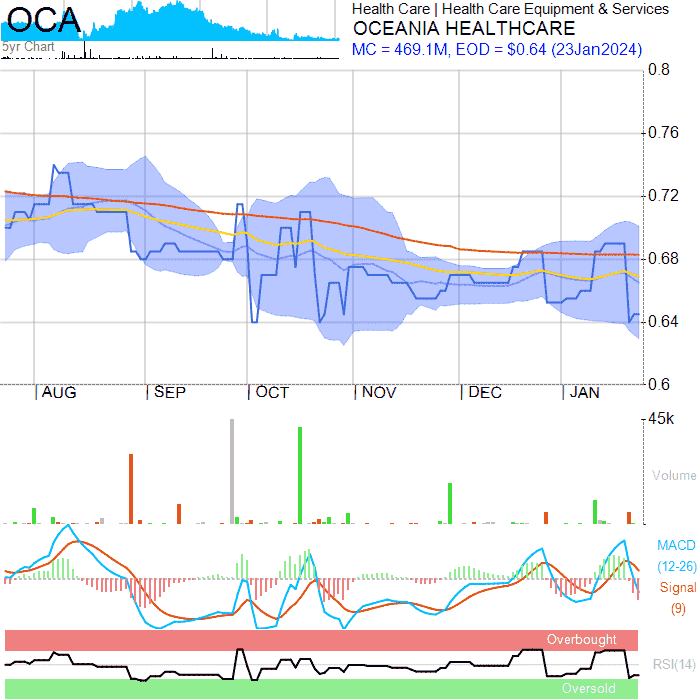 OCA
5yr Chart
Health Care | Health Care Equipment & Services
OCEANIA HEALTHCARE
MC = 469.1M, EOD = $0.64 (23Jan2024)
0.8
0.76
0.72
0.68
0.64
0.6
|AUG |SEP |OCT |NOV |DEC |JAN
45k
Volume
MACD
(12-26)
Signal
(9)
Overbought
RSI(14)
Oversold